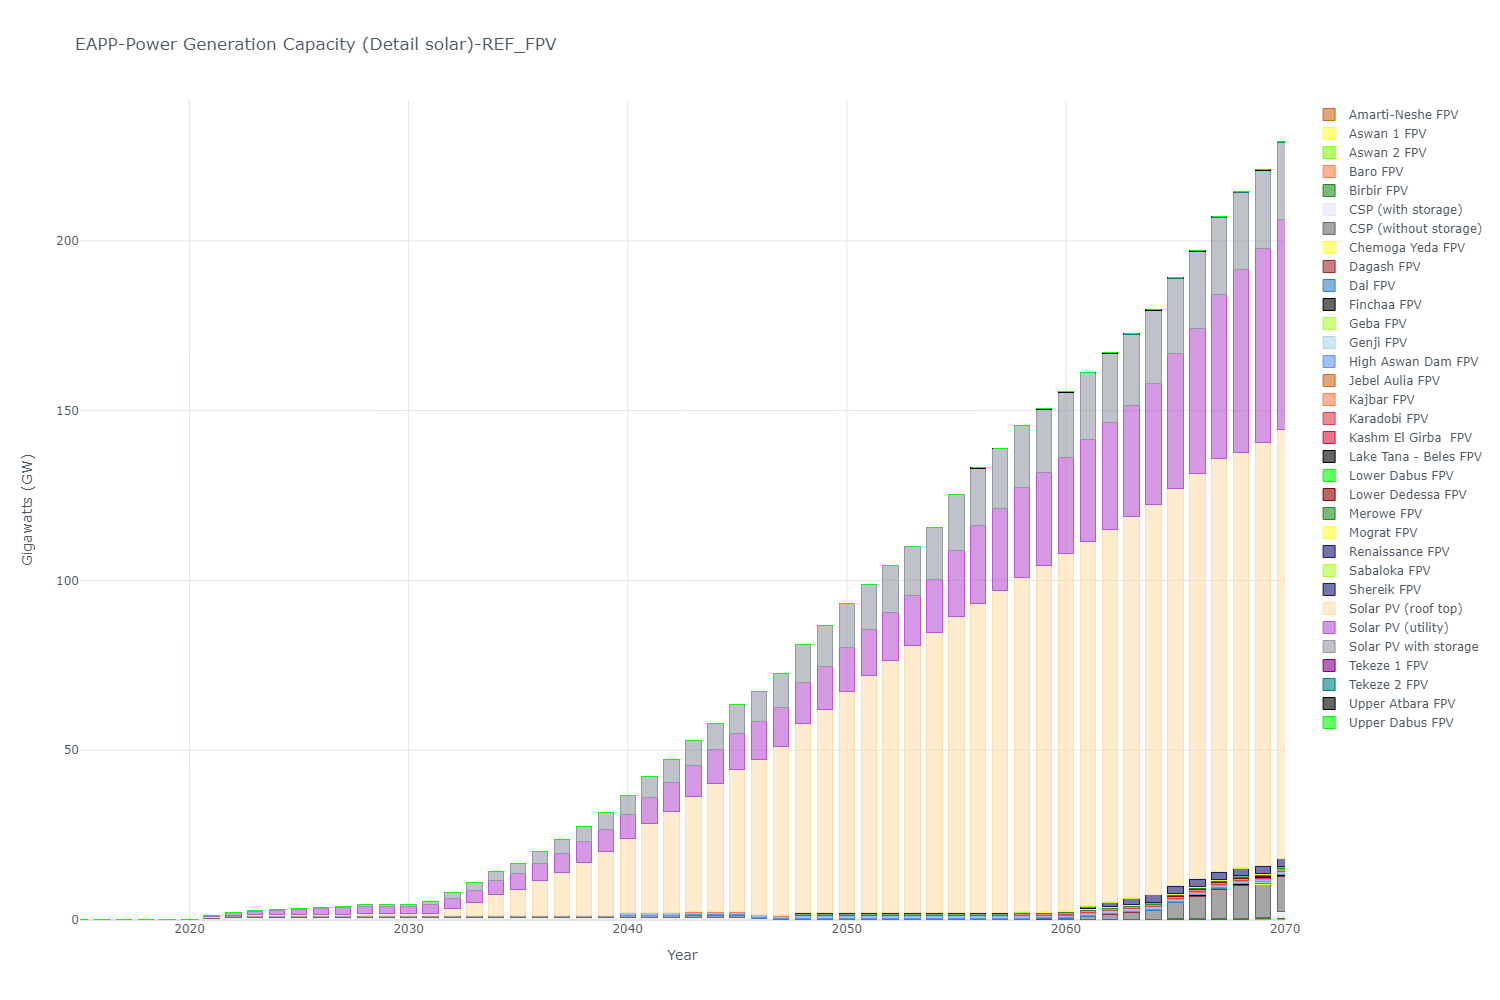 EAPP-Power Generation Capacity (Detail solar)-REF_FPV
Gigawatts (GW)
200
150
100
50
0
2020
2030
2040
2050
2060
2070
Year
Amarti-Neshe FPV
Aswan 1 FPV
Aswan 2 FPV
Baro FPV
Birbir FPV
CSP (with storage)
CSP (without storage)
Chemoga Yeda FPV
Dagash FPV
Dal FPV
Finchaa FPV
Geba FPV
Genji FPV
High Aswan Dam FPV
Jebel Aulia FPV
Kajbar FPV
Karadobi FPV
Kashm El Girba  FPV
Lake Tana - Beles FPV
Lower Dabus FPV
Lower Dedessa FPV
Merowe FPV
Mograt FPV
Renaissance FPV
Sabaloka FPV
Shereik FPV
Solar PV (roof top)
Solar PV (utility)
Solar PV with storage
Tekeze 1 FPV
Tekeze 2 FPV
Upper Atbara FPV
Upper Dabus FPV